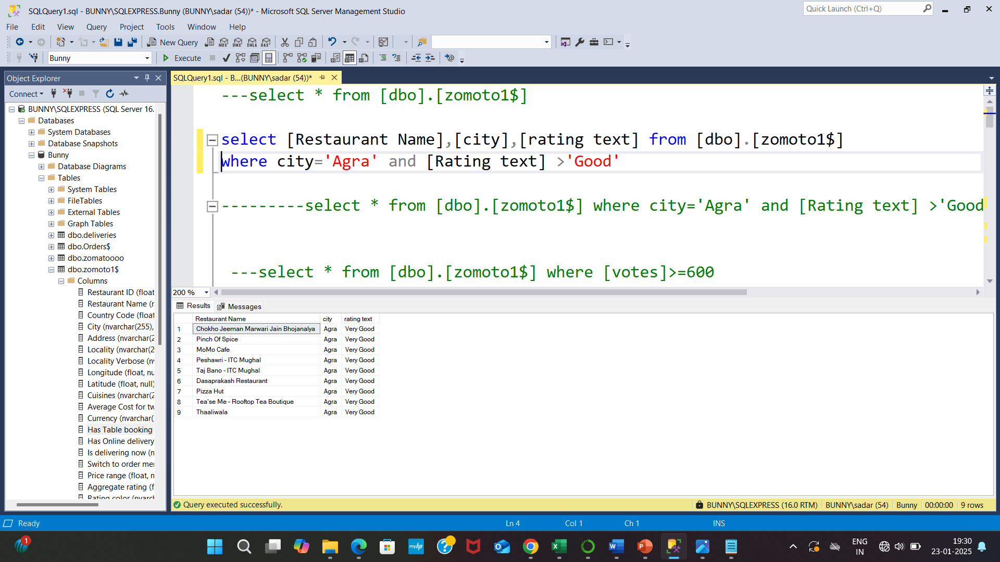 SQLQuery1.sql - BUNNY\SQLEXPRESS.Bunny (BUNNY\sadar (54))* - Microsoft SQL Server Management Studio
Quick Launch (Ctrl+Q)
File Edit View Query Project Tools Window Help
New Query
MDX DMX XMLA DAX
Bunny
Execute
Object Explorer
Connect
BUNNY\SQLEXPRESS (SQL Server 16.
Databases
System Databases
Database Snapshots
Bunny
Database Diagrams
Tables
System Tables
FileTables
External Tables
Graph Tables
dbo.deliveries
dbo.Orders$
dbo.zomatoooo
dbo.zomoto1$
Columns
Restaurant ID (float
Restaurant Name (r
Country Code (float
City (nvarchar(255),
Address (nvarchar(2
Locality (nvarchar(2
Locality Verbose (nv
Longitude (float, nu
Latitude (float, null)
Cuisines (nvarchar(2
Average Cost for tw
Currency (nvarchar(
Has Table booking
Has Online delivery
Is delivering now (n
Switch to order mer
Price range (float, n
Aggregate rating (f
Rating color (nvarch
SQLQuery1.sql - B...(BUNNY\sadar (54))*
---select * from [dbo].[zomoto1$]
select [Restaurant Name],[city],[rating text] from [dbo].[zomoto1$]
where city='Agra' and [Rating text] >'Good'
---------select * from [dbo].[zomoto1$] where city='Agra' and [Rating text] >'Good
---select * from [dbo].[zomoto1$] where [votes]>=600
200 %
Results Messages
Restaurant Name city rating text
1 Chokho Jeeman Marwari Jain Bhojanalya Agra Very Good
2 Pinch Of Spice Agra Very Good
3 MoMo Cafe Agra Very Good
4 Peshawri - ITC Mughal Agra Very Good
5 Taj Bano - ITC Mughal Agra Very Good
6 Dasaprakash Restaurant Agra Very Good
7 Pizza Hut Agra Very Good
8 Tea'se Me - Rooftop Tea Boutique Agra Very Good
9 Thaaliwala Agra Very Good
Query executed successfully.
BUNNY\SQLEXPRESS (16.0 RTM) BUNNY\sadar (54) Bunny 00:00:00 9 rows
Ready
Ln 4 Col 1 Ch 1 INS
1
myhp
ENG
IN
19:30
23-01-2025